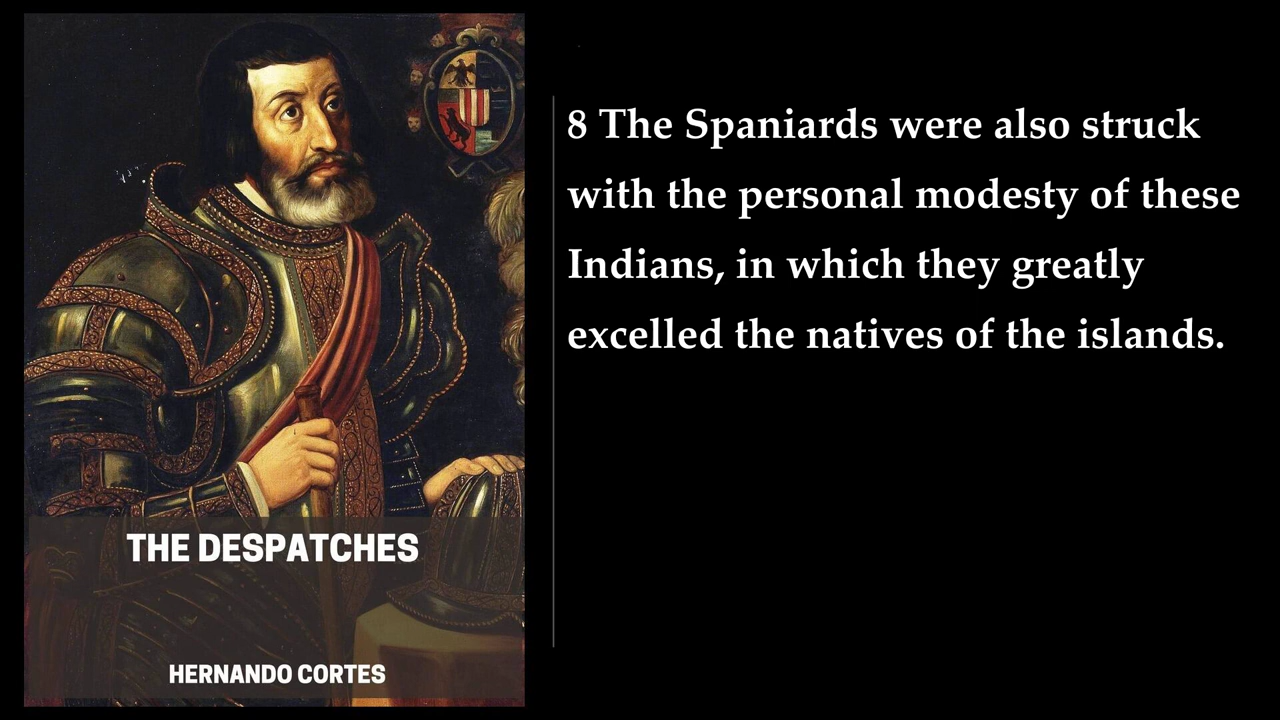 8 The Spaniards were also struck
with the personal modesty of these
Indians, in which they greatly
excelled the natives of the islands.
THE DESPATCHES
HERNANDO CORTES